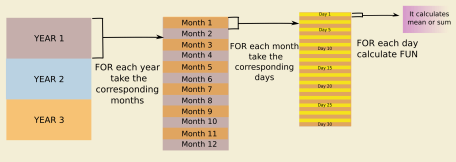 YEAR 1
YEAR 2
YEAR 3
FOR each year
take the
corresponding
months
Month 1
Month 2
Month 3
Month 4
Month 5
Month 6
Month 7
Month 8
Month 9
Month 10
Month 11
Month 12
FOR each month
take the
corresponding
days
Day 1
Day 5
Day 10
Day 15
Day 20
Day 25
Day 30
FOR each day
calculate FUN
It calculates
mean or sum